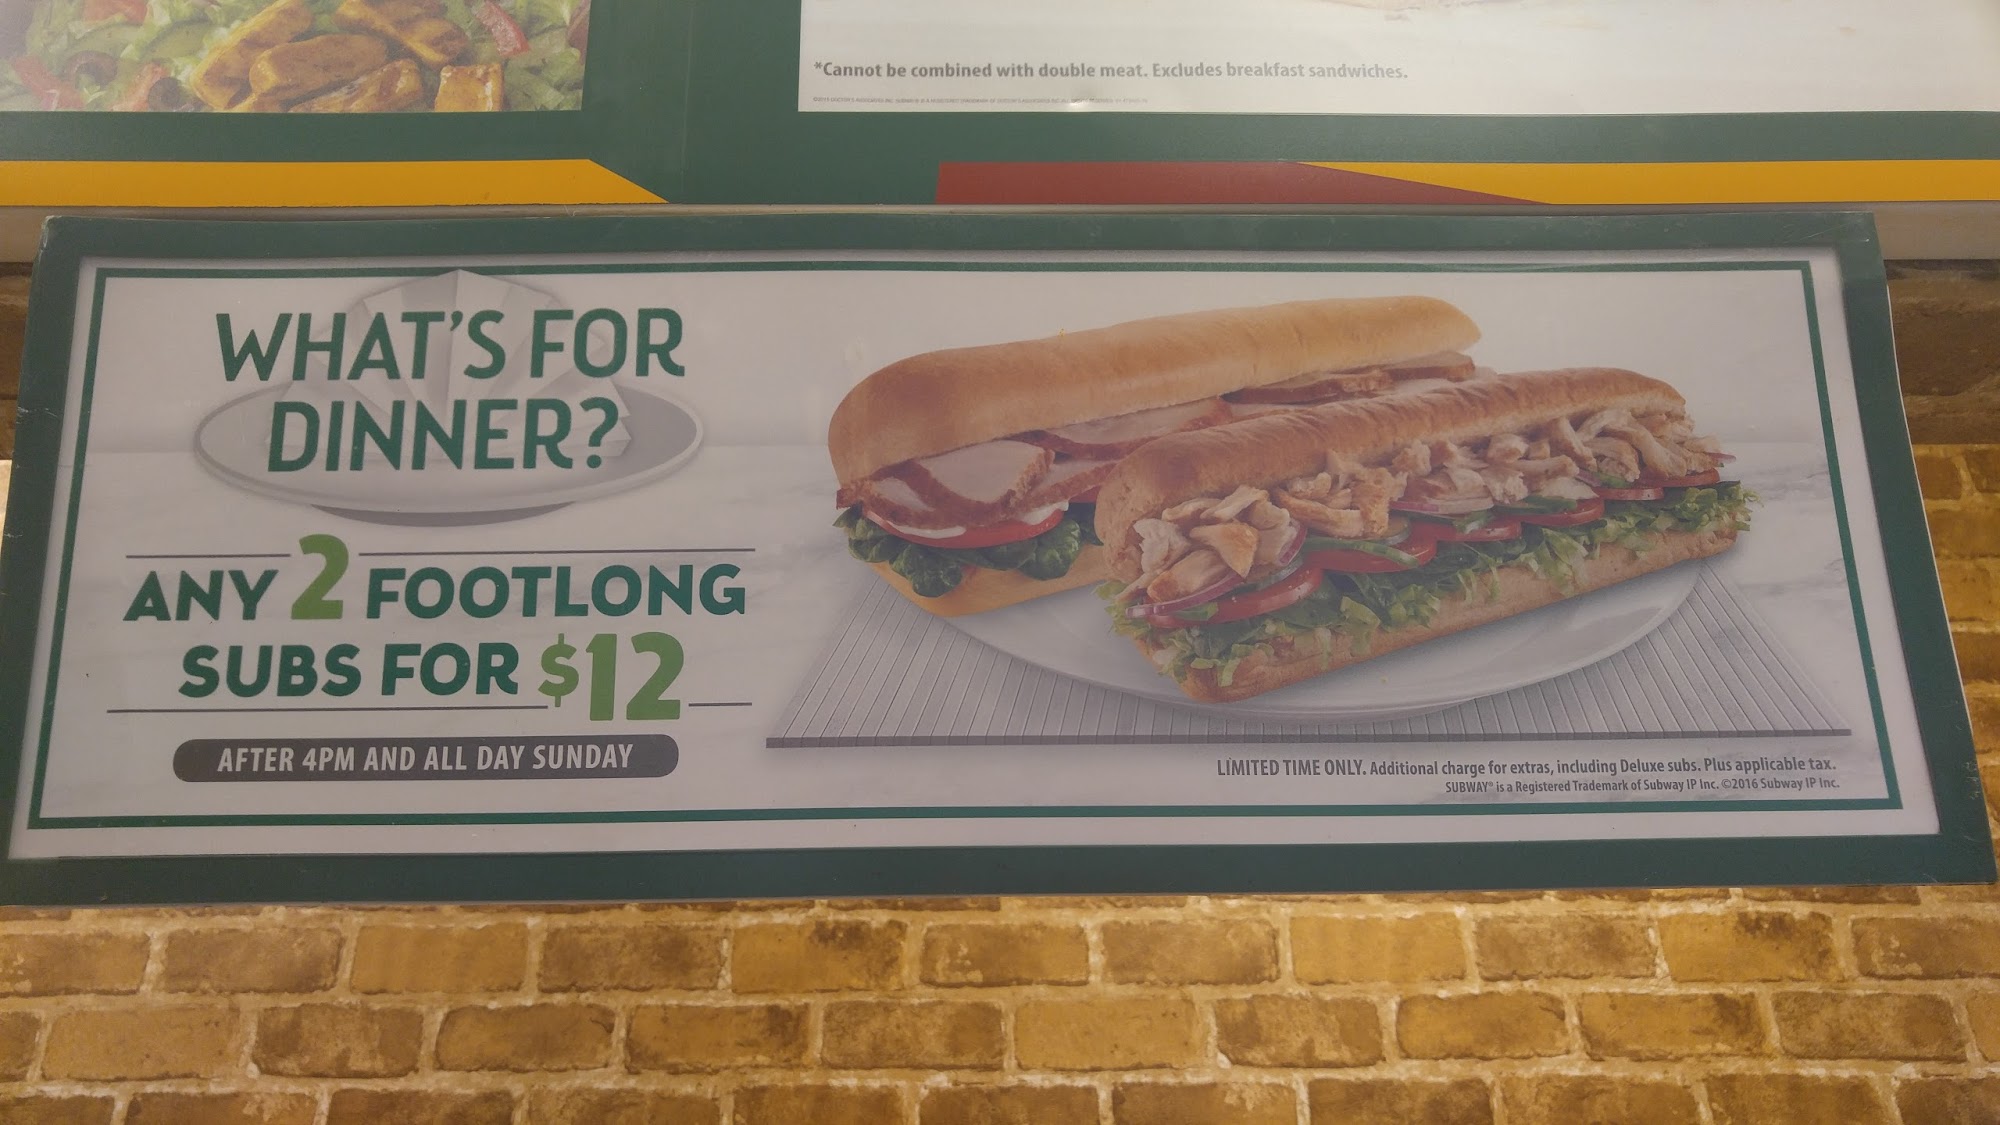 *Cannot be combined with double meat. Excludes breakfast sandwiches.
WHAT'S FOR
DINNER?
ANY 2 FOOTLONG
SUBS FOR $12
AFTER 4PM AND ALL DAY SUNDAY
LIMITED TIME ONLY. Additional charge for extras, including Deluxe subs. Plus applicable tax.
SUBWAY® is a Registered Trademark of Subway IP Inc. ©2016 Subway IP Inc.